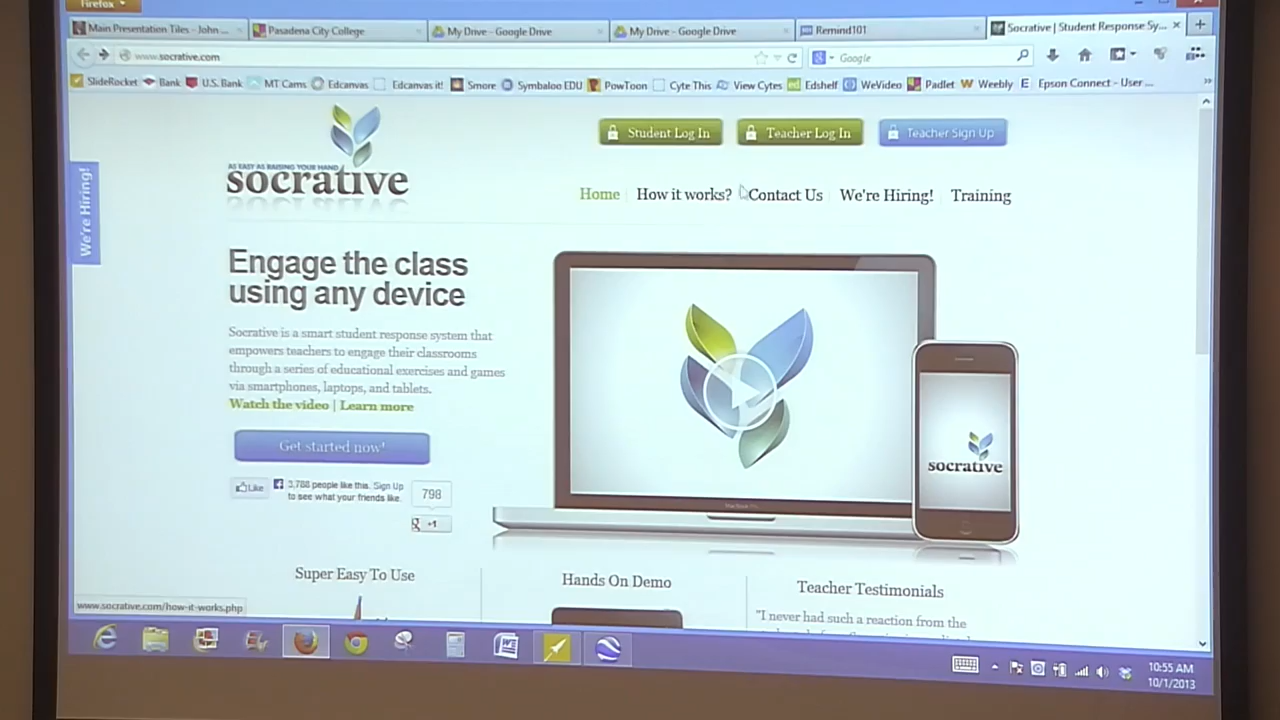 Firefox
Main Presentation Tiles - John ...
Pasadena City College
My Drive - Google Drive
My Drive - Google Drive
Remind101
Socrative | Student Response Sy...
www.socrative.com
Google
SlideRocket
Bank
U.S. Bank
MT Cams
Edcanvas
Edcanvas it!
Smore
Symbaloo EDU
PowToon
Cyte This
View Cytes
Edshelf
WeVideo
Padlet
Weebly
Epson Connect - User ...
Student Log In
Teacher Log In
Teacher Sign Up
AS EASY AS RAISING YOUR HAND
socrative
Home
How it works?
Contact Us
We're Hiring!
Training
We're Hiring!
Engage the class
using any device
Socrative is a smart student response system that
empowers teachers to engage their classrooms
through a series of educational exercises and games
via smartphones, laptops, and tablets.
Watch the video | Learn more
Get started now!
Like
3,788 people like this. Sign Up
to see what your friends like.
798
+1
socrative
Super Easy To Use
Hands On Demo
Teacher Testimonials
"I never had such a reaction from the
www.socrative.com/how-it-works.php
10:55 AM
10/1/2013